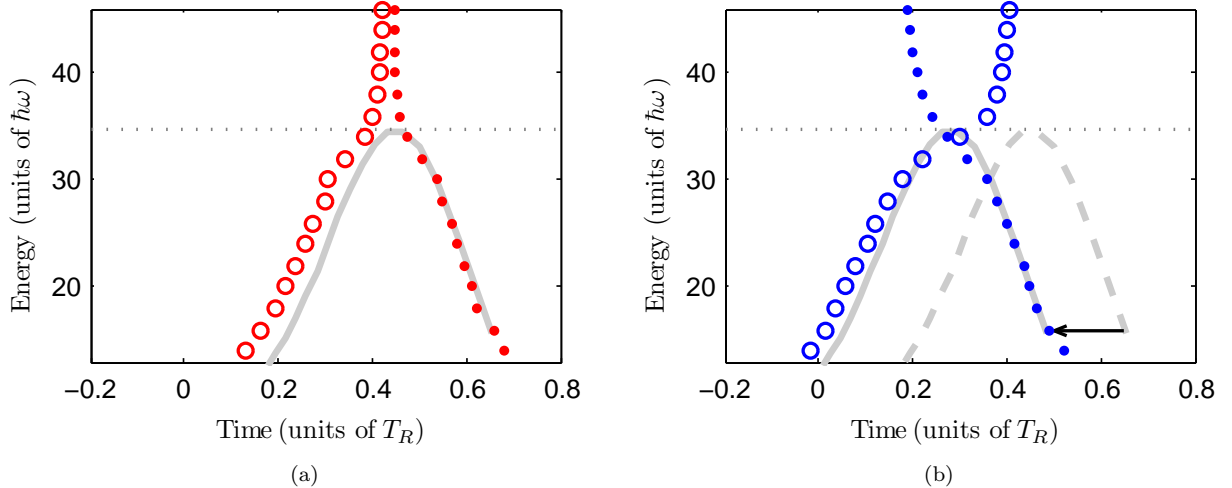 40
30
20
Energy (units of ℏω)
−0.2 0 0.2 0.4 0.6 0.8
Time (units of T_R)
(a)
40
30
20
Energy (units of ℏω)
−0.2 0 0.2 0.4 0.6 0.8
Time (units of T_R)
(b)